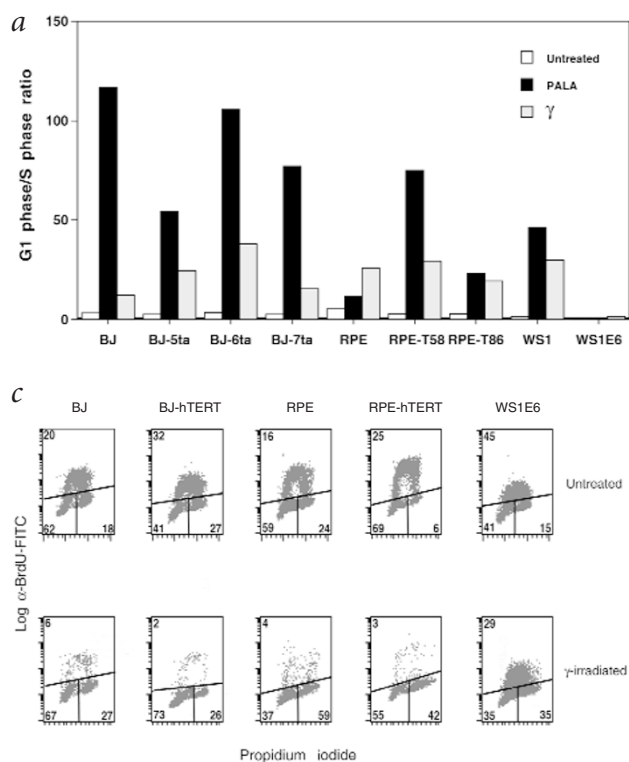 a
150
100
50
0
G1 phase/S phase ratio
Untreated
PALA
γ
BJ BJ-5ta BJ-6ta BJ-7ta RPE RPE-T58 RPE-T86 WS1 WS1E6
c
BJ BJ-hTERT RPE RPE-hTERT WS1E6
20 32 16 25 45
Untreated
62 18 41 27 59 24 69 6 41 15
Log α-BrdU-FITC
6 2 4 3 29
γ-irradiated
67 27 73 26 37 59 55 42 35 35
Propidium iodide